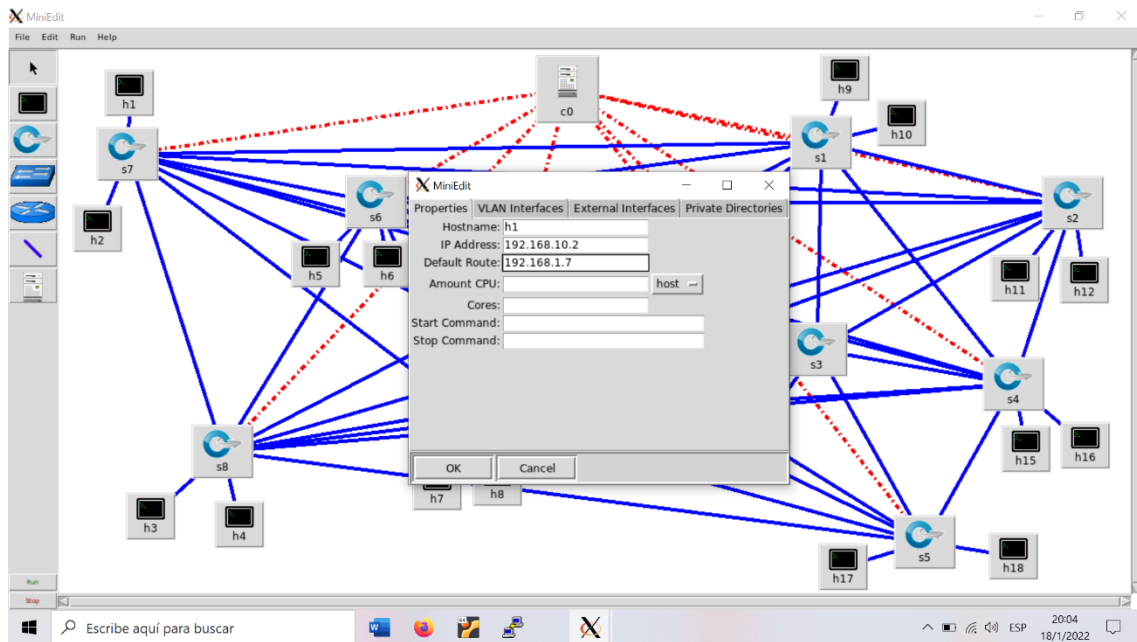 MiniEdit
File Edit Run Help
h1
c0
h9
h10
s7
s1
MiniEdit
Properties VLAN Interfaces External Interfaces Private Directories
s6
s2
Hostname: h1
h2
IP Address: 192.168.10.2
Default Route: 192.168.1.7
h5
h6
Amount CPU: host
h11
h12
Cores:
Start Command:
Stop Command:
s3
s4
OK Cancel
s8
h15
h16
h7
h8
h3
h4
s5
h17
h18
Run
Stop
Escribe aquí para buscar
ESP
20:04
18/1/2022